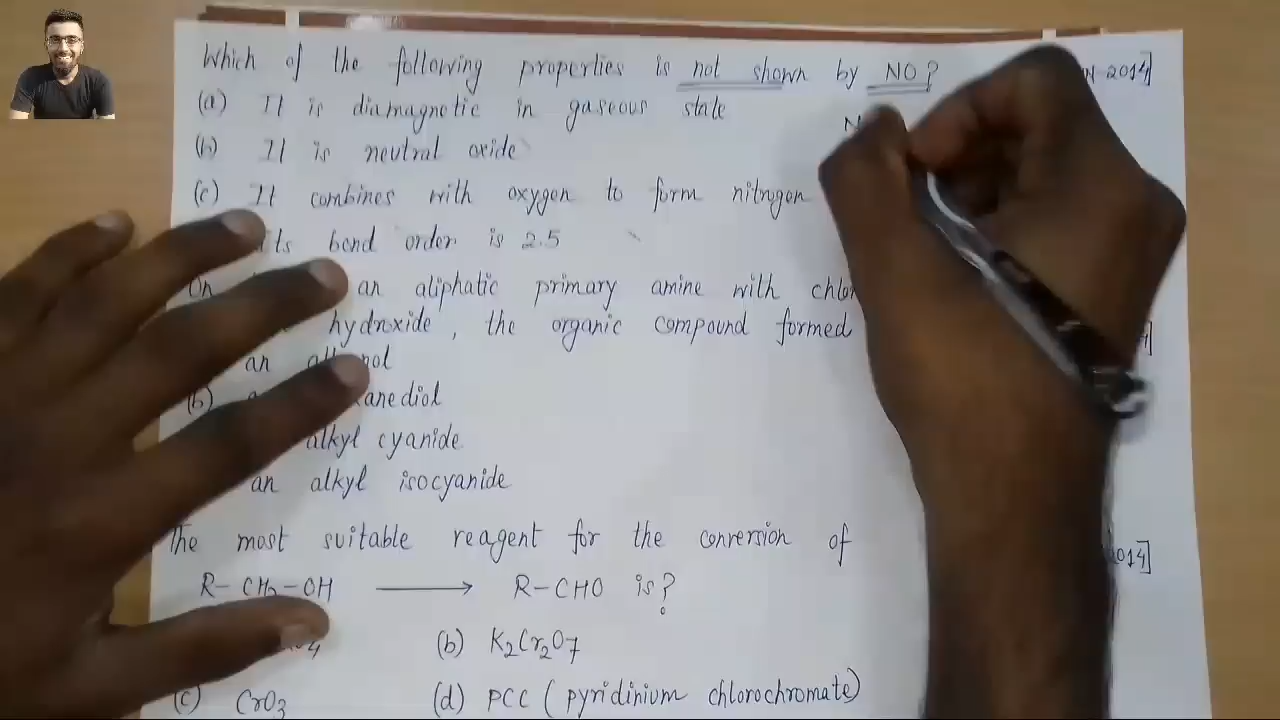 Which of the following properties is not shown by NO? 2014]
(a) It is diamagnetic in gaseous state
(b) It is neutral oxide
(c) It combines with oxygen to form nitrogen
its bond order is 2.5
On an aliphatic primary amine with
hydroxide, the organic compound formed
an
(b)
alkyl cyanide
an alkyl isocyanide
The most suitable reagent for the conversion of 2014]
R-CH2-OH → R-CHO is?
(b) K2Cr2O7
(c) CrO3 (d) PCC (pyridinium chlorochromate)